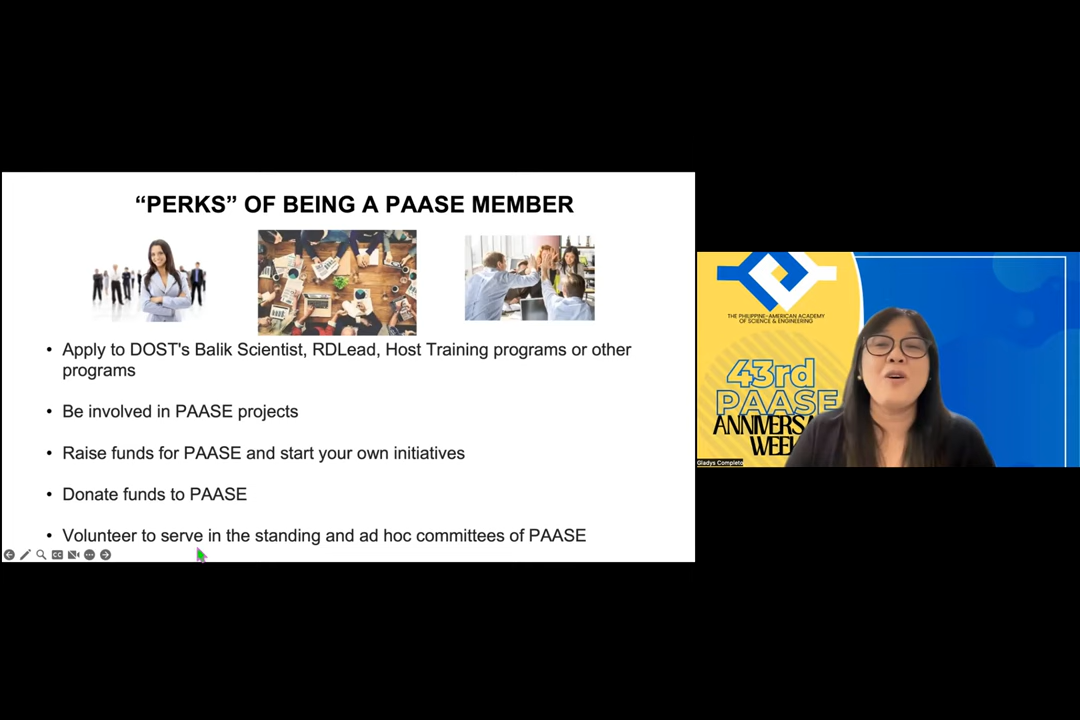 “PERKS” OF BEING A PAASE MEMBER
• Apply to DOST's Balik Scientist, RDLead, Host Training programs or other
programs
• Be involved in PAASE projects
• Raise funds for PAASE and start your own initiatives
• Donate funds to PAASE
• Volunteer to serve in the standing and ad hoc committees of PAASE
CC
THE PHILIPPINE-AMERICAN ACADEMY
OF SCIENCE & ENGINEERING
43rd
PAASE
ANNIVERSA
WEEK
Gladys Completo